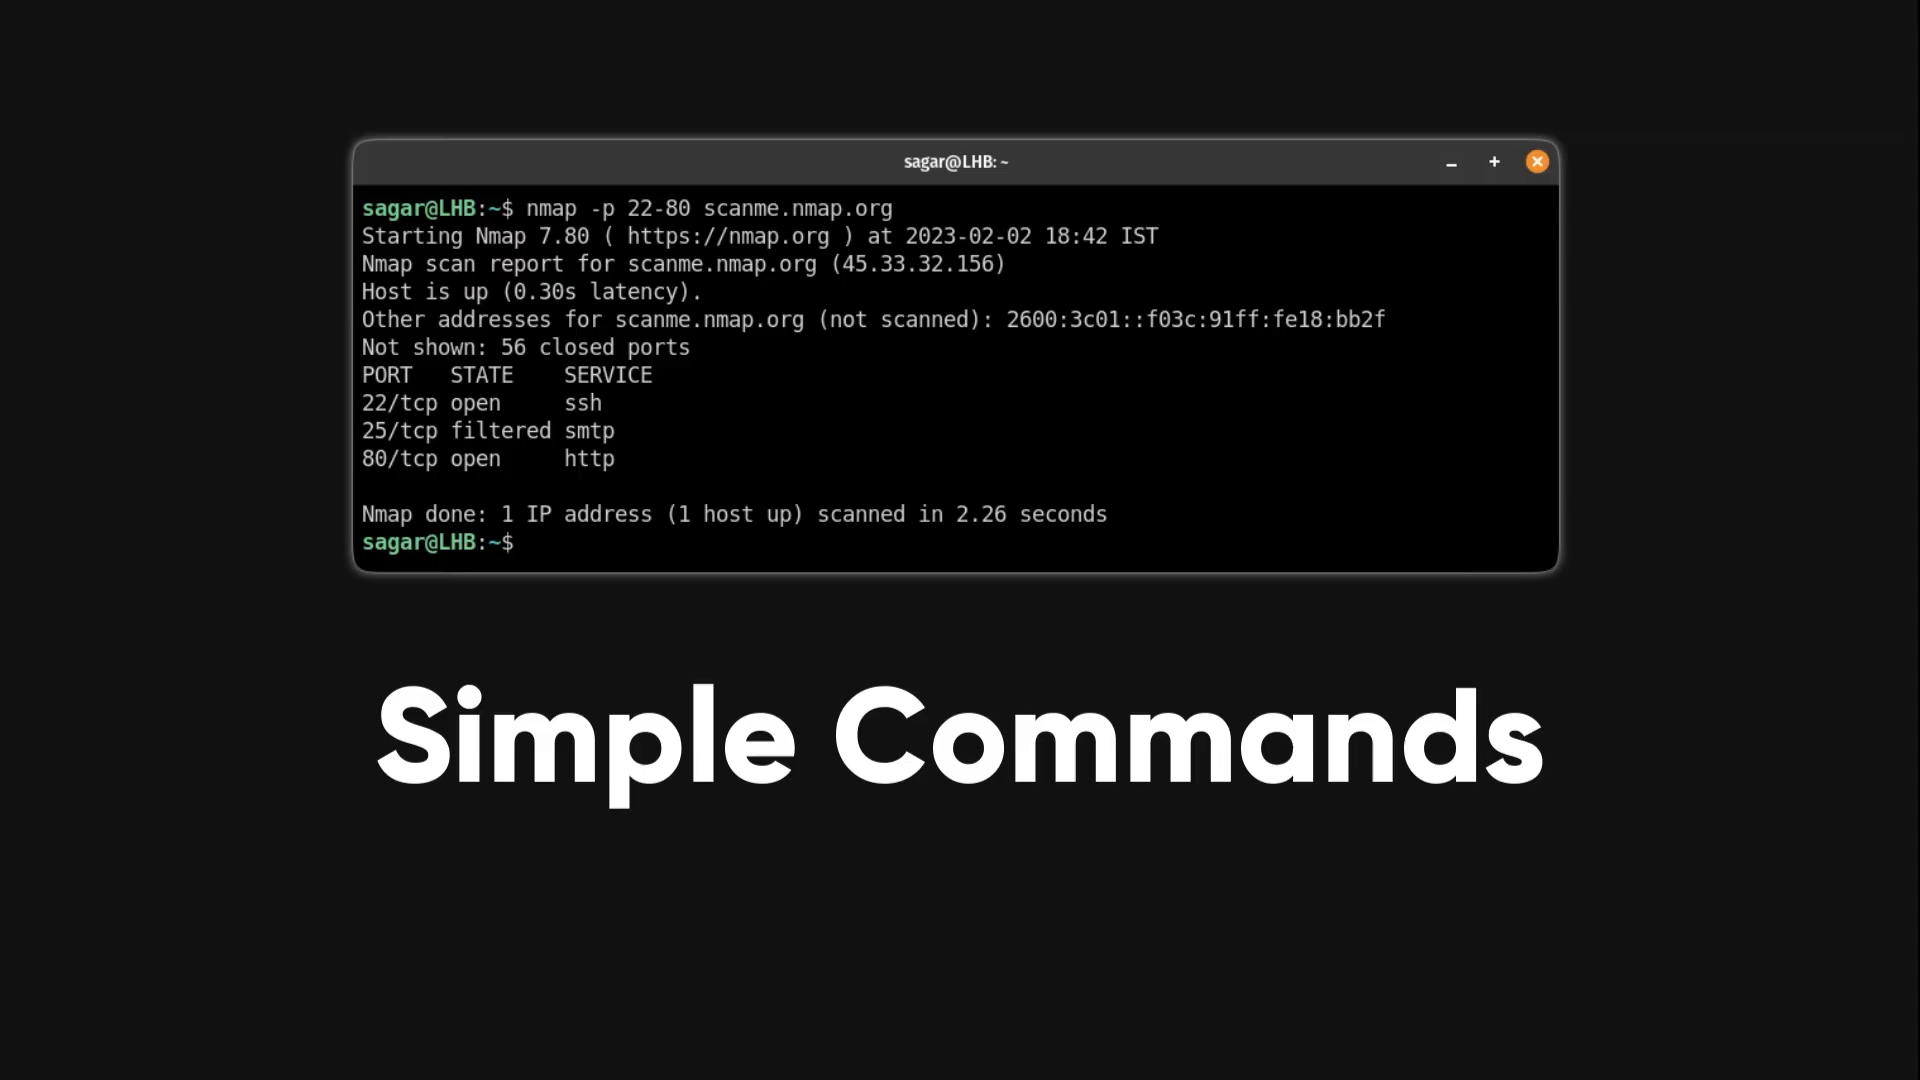 sagar@LHB: ~
sagar@LHB:~$ nmap -p 22-80 scanme.nmap.org
Starting Nmap 7.80 ( https://nmap.org ) at 2023-02-02 18:42 IST
Nmap scan report for scanme.nmap.org (45.33.32.156)
Host is up (0.30s latency).
Other addresses for scanme.nmap.org (not scanned): 2600:3c01::f03c:91ff:fe18:bb2f
Not shown: 56 closed ports
PORT   STATE    SERVICE
22/tcp open     ssh
25/tcp filtered smtp
80/tcp open     http
Nmap done: 1 IP address (1 host up) scanned in 2.26 seconds
sagar@LHB:~$
Simple Commands